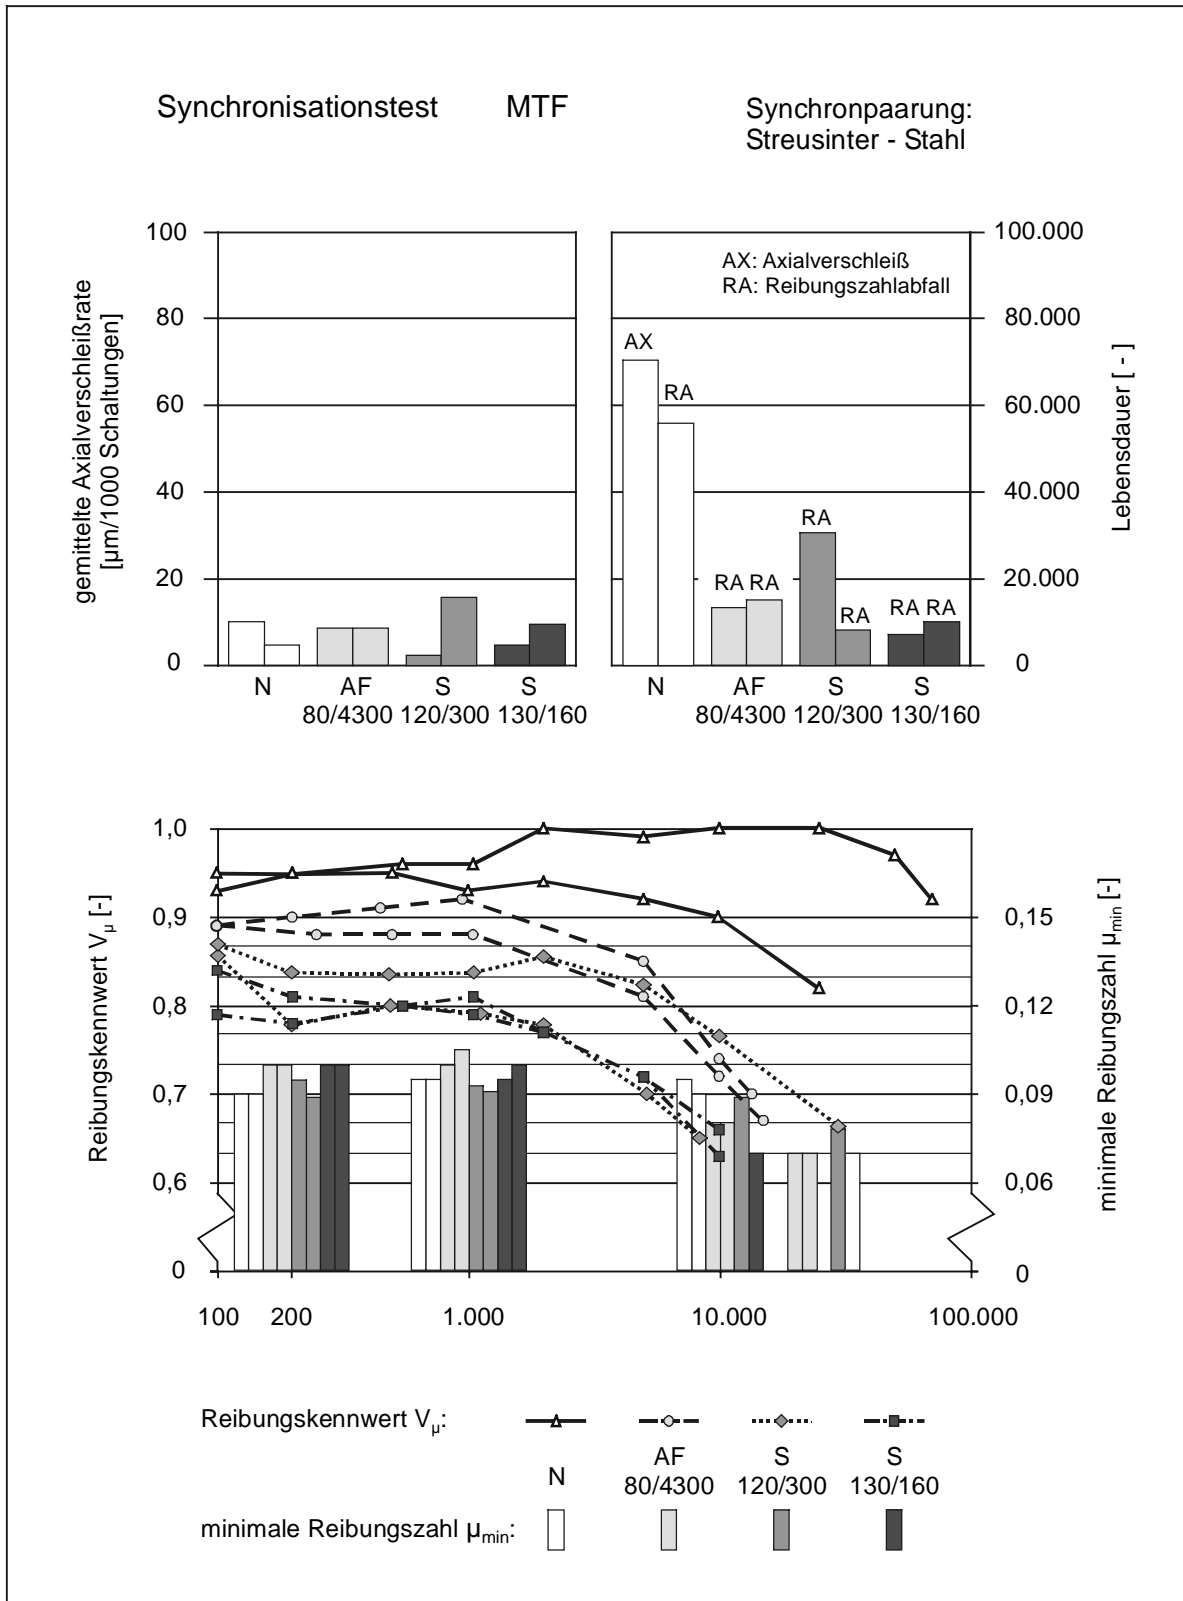 Synchronisationstest MTF
Synchronpaarung:
Streusinter - Stahl
gemittelte Axialverschleißrate
[µm/1000 Schaltungen]
100
80
60
40
20
0
N
AF
80/4300
S
120/300
S
130/160
AX: Axialverschleiß
RA: Reibungszahlabfall
AX
RA
RA RA
RA
RA
RA RA
100.000
80.000
60.000
40.000
20.000
0
Lebensdauer [ - ]
N
AF
80/4300
S
120/300
S
130/160
Reibungskennwert Vµ [-]
1,0
0,9
0,8
0,7
0,6
0
0,15
0,12
0,09
0,06
0
minimale Reibungszahl µmin [-]
100 200 1.000 10.000 100.000
Reibungskennwert Vµ:
N
AF
80/4300
S
120/300
S
130/160
minimale Reibungszahl µmin: